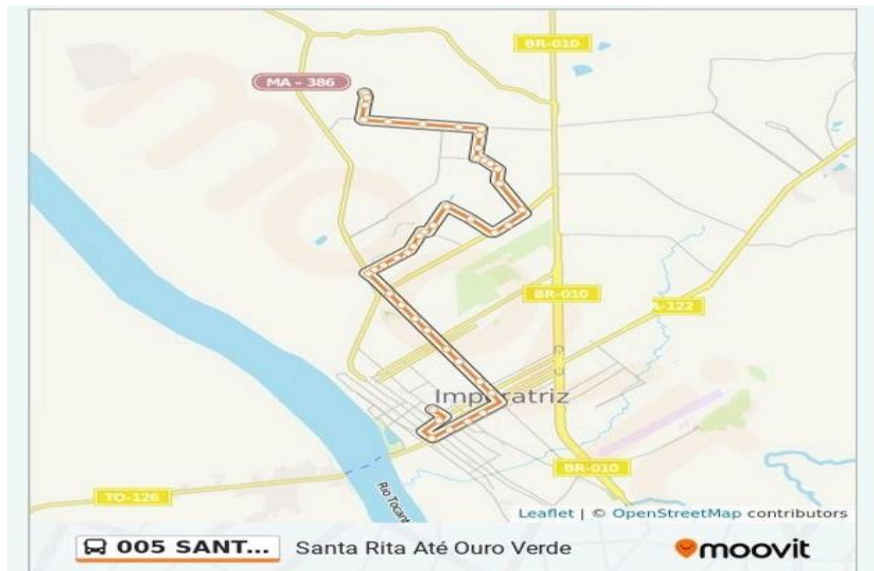 BR-010
MA - 386
BR-010
-122
Imperatriz
BR-010
TO-126
Rio Tocant
Leaflet | © OpenStreetMap contributors
005 SANT... Santa Rita Até Ouro Verde moovit